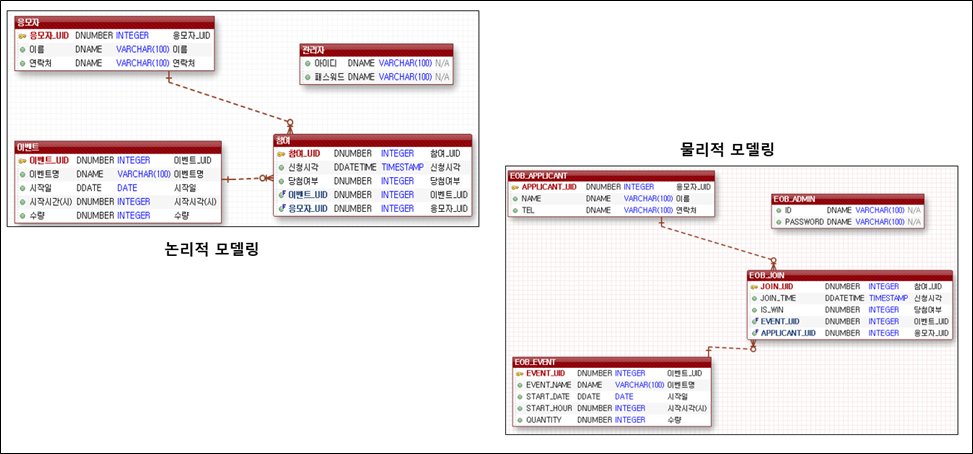 응모자
응모자_UID DNUMBER INTEGER 응모자_UID
이름 DNAME VARCHAR(100) 이름
연락처 DNAME VARCHAR(100) 연락처
관리자
아이디 DNAME VARCHAR(100) N/A
패스워드 DNAME VARCHAR(100) N/A
이벤트
이벤트_UID DNUMBER INTEGER 이벤트_UID
이벤트명 DNAME VARCHAR(100) 이벤트명
시작일 DDATE DATE 시작일
시작시간(시) DNUMBER INTEGER 시작시각(시)
수량 DNUMBER INTEGER 수량
참여
참여_UID DNUMBER INTEGER 참여_UID
신청시각 DDATETIME TIMESTAMP 신청시각
당첨여부 DNUMBER INTEGER 당첨여부
이벤트_UID DNUMBER INTEGER 이벤트_UID
응모자_UID DNUMBER INTEGER 응모자_UID
논리적 모델링
물리적 모델링
EOB_APPLICANT
APPLICANT_UID DNUMBER INTEGER 응모자_UID
NAME DNAME VARCHAR(100) 이름
TEL DNAME VARCHAR(100) 연락처
EOB_ADMIN
ID DNAME VARCHAR(100) N/A
PASSWORD DNAME VARCHAR(100) N/A
EOB_JOIN
JOIN_UID DNUMBER INTEGER 참여_UID
JOIN_TIME DDATETIME TIMESTAMP 신청시각
IS_WIN DNUMBER INTEGER 당첨여부
EVENT_UID DNUMBER INTEGER 이벤트_UID
APPLICANT_UID DNUMBER INTEGER 응모자_UID
EOB_EVENT
EVENT_UID DNUMBER INTEGER 이벤트_UID
EVENT_NAME DNAME VARCHAR(100) 이벤트명
START_DATE DDATE DATE 시작일
START_HOUR DNUMBER INTEGER 시작시각(시)
QUANTITY DNUMBER INTEGER 수량